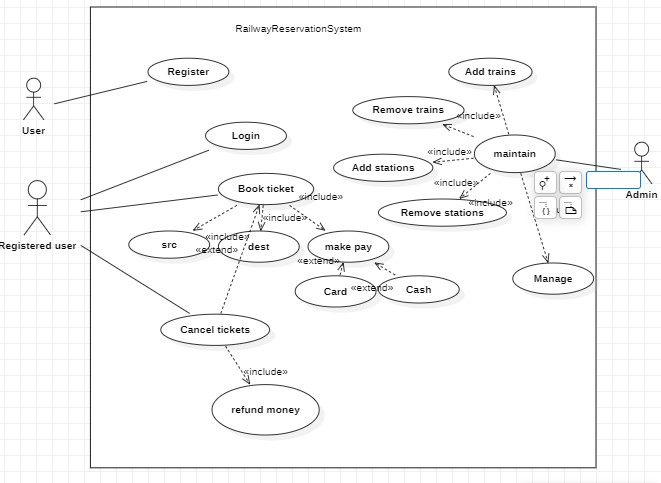 RailwayReservationSystem
Register
Add trains
User
Remove trains
«include»
Login
«include»
maintain
Add stations
«include»
Admin
Book ticket
«include»
«include»
Registered user
«include»
Remove stations
src
«include»
dest
make pay
«extend»
«extend»
Manage
Card
«extend»
Cash
Cancel tickets
«include»
refund money